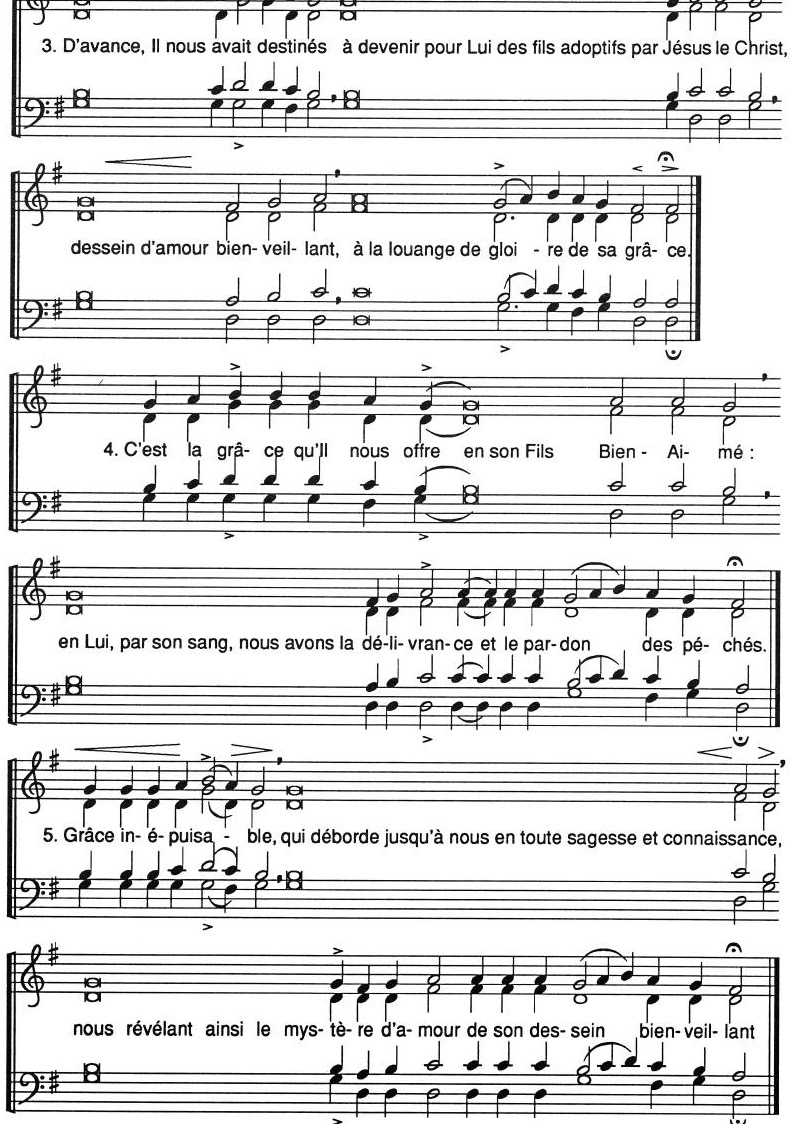 3. D'avance, Il nous avait destinés à devenir pour Lui des fils adoptifs par Jésus le Christ,
dessein d'amour bien- veil- lant, à la louange de gloi - re de sa grâ- ce.
4. C'est la grâ- ce qu'Il nous offre en son Fils Bien - Ai- mé :
en Lui, par son sang, nous avons la dé-li- vran- ce et le par- don des pé- chés.
5. Grâce in- é- puisa - ble, qui déborde jusqu'à nous en toute sagesse et connaissance,
nous révélant ainsi le mys- tè- re d'a- mour de son des- sein bien- veil- lant